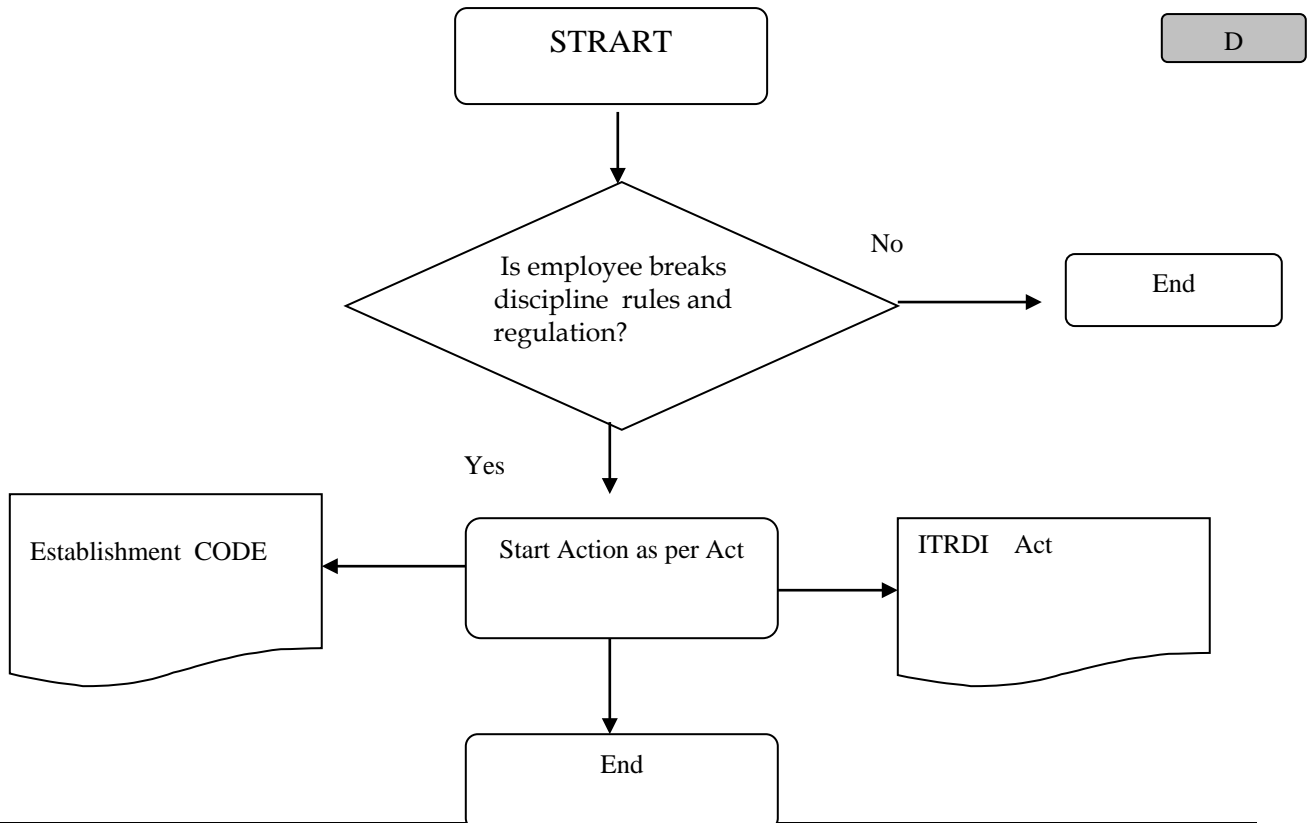 STRART
D
Is employee breaks
discipline rules and
regulation?
No
End
Yes
Establishment CODE
Start Action as per Act
ITRDI Act
End